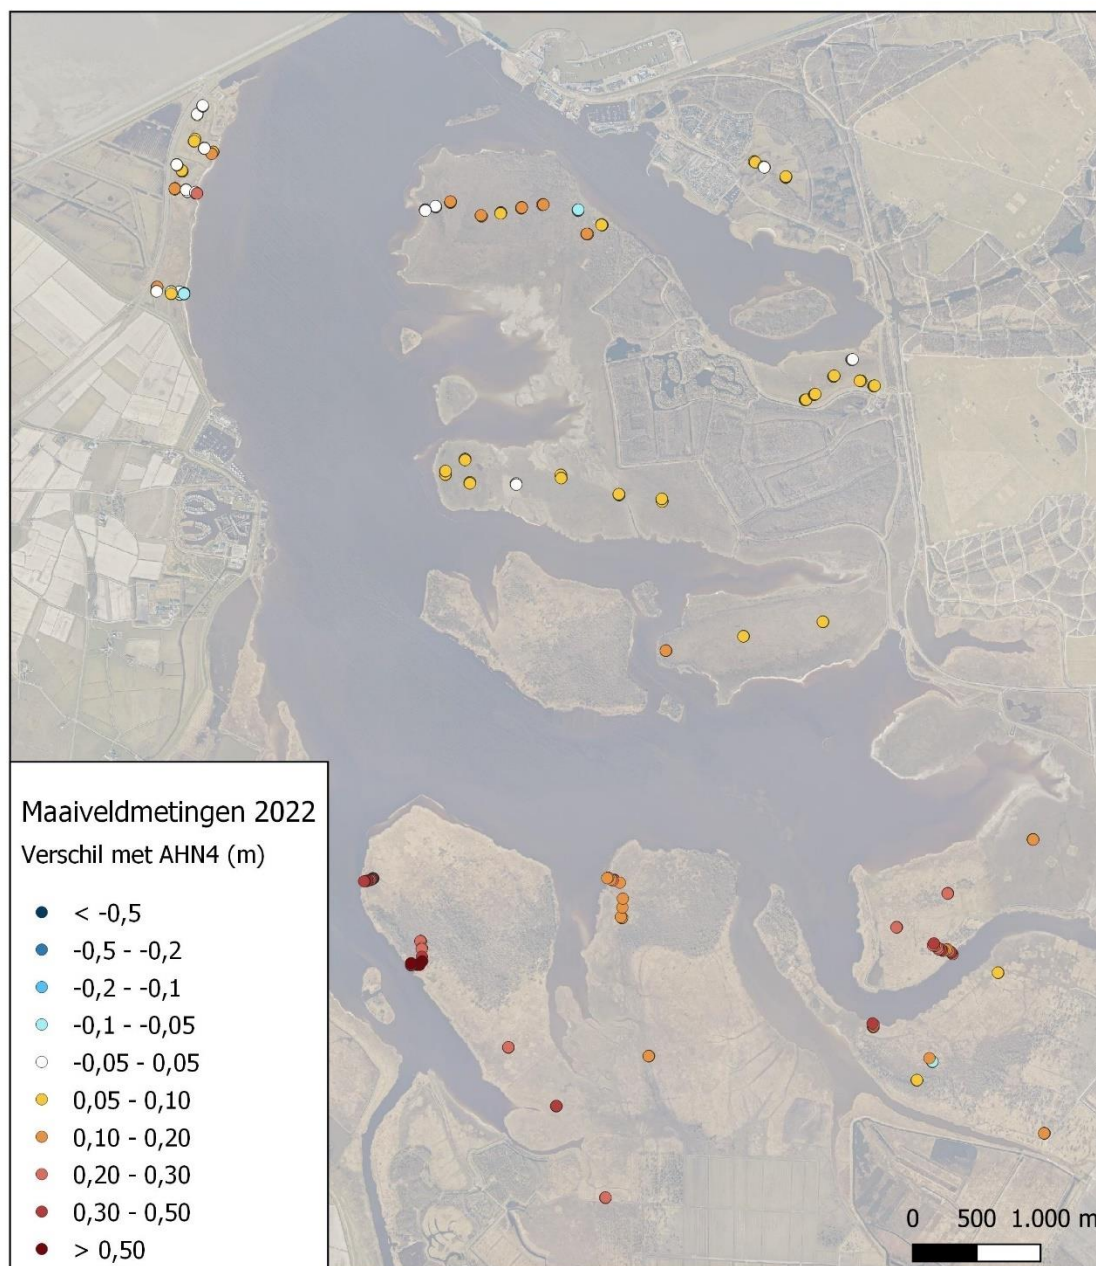 Maaiveldmetingen 2022
Verschil met AHN4 (m)
< -0,5
-0,5 - -0,2
-0,2 - -0,1
-0,1 - -0,05
-0,05 - 0,05
0,05 - 0,10
0,10 - 0,20
0,20 - 0,30
0,30 - 0,50
> 0,50
0 500 1.000 m